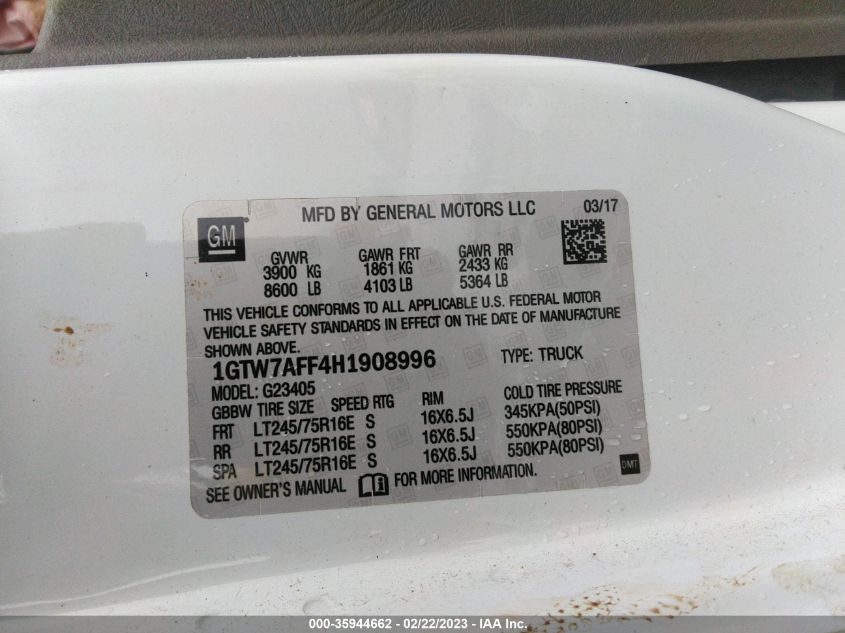 MFD BY GENERAL MOTORS LLC 03/17
GM
GVWR GAWR FRT GAWR RR
3900 KG 1861 KG 2433 KG
8600 LB 4103 LB 5364 LB
THIS VEHICLE CONFORMS TO ALL APPLICABLE U.S. FEDERAL MOTOR
VEHICLE SAFETY STANDARDS IN EFFECT ON THE DATE OF MANUFACTURE
SHOWN ABOVE.
1GTW7AFF4H1908996 TYPE: TRUCK
MODEL: G23405
GBBW TIRE SIZE SPEED RTG RIM COLD TIRE PRESSURE
FRT LT245/75R16E S 16X6.5J 345KPA(50PSI)
RR LT245/75R16E S 16X6.5J 550KPA(80PSI)
SPA LT245/75R16E S 16X6.5J 550KPA(80PSI)
SEE OWNER'S MANUAL FOR MORE INFORMATION.
DMT
000-35944662 - 02/22/2023 - © IAA